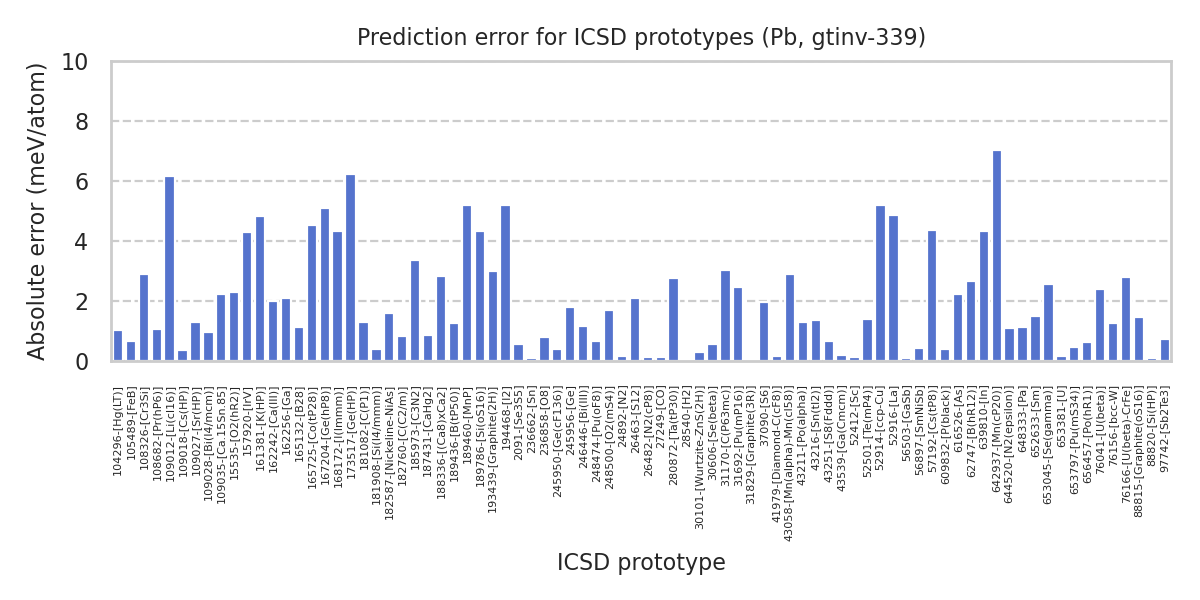 Prediction error for ICSD prototypes (Pb, gtinv-339)
Absolute error (meV/atom)
10
8
6
4
2
0
104296-[Hg(LT)]
105489-[FeB]
108326-[Cr3Si]
108682-[Pr(hP6)]
109012-[Li(cI16)]
109018-[Cs(HP)]
109027-[Sr(HP)]
109028-[Bi(I4/mcm)]
109035-[Ca.15Sn.85]
15535-[O2(hR2)]
157920-[IrV]
161381-[K(HP)]
162242-[Ca(III)]
162256-[Ga]
165132-[B28]
165725-[Co(tP28)]
167204-[Ge(hP8)]
168172-[I(Immm)]
173517-[Ge(HP)]
181082-[C(P1)]
181908-[Si(I4/mmm)]
182587-[Nickeline-NiAs]
182760-[C(C2/m)]
185973-[C3N2]
187431-[CaHg2]
188336-[(Ca8)xCa2]
189436-[B(tP50)]
189460-[MnP]
189786-[Si(oS16)]
193439-[Graphite(2H)]
194468-[I2]
2091-[Se3S5]
236662-[Sn]
236858-[O8]
245950-[Ge(cF136)]
245956-[Ge]
246446-[Bi(III)]
248474-[Pu(oF8)]
248500-[O2(mS4)]
24892-[N2]
26463-[S12]
26482-[N2(cP8)]
27249-[CO]
280872-[Ta(tP30)]
28540-[H2]
30101-[Wurtzite-ZnS(2H)]
30606-[Se(beta)]
31170-[C(P63mc)]
31692-[Pu(mP16)]
31829-[Graphite(3R)]
37090-[S6]
41979-[Diamond-C(cF8)]
43058-[Mn(alpha)-Mn(cI58)]
43211-[Po(alpha)]
43216-[Sn(tI2)]
43251-[S8(Fddd)]
43539-[Ga(Cmcm)]
52412-[Sc]
52501-[Te(mP4)]
52914-[ccp-Cu]
52916-[La]
56503-[GaSb]
56897-[SmNiSb]
57192-[Cs(tP8)]
609832-[P(black)]
616526-[As]
62747-[B(hR12)]
639810-[In]
642937-[Mn(cP20)]
644520-[N2(epsilon)]
648333-[Pa]
652633-[Sm]
653045-[Se(gamma)]
653381-[U]
653797-[Pu(mS34)]
656457-[Po(hR1)]
76041-[U(beta)]
76156-[bcc-W]
76166-[U(beta)-CrFe]
88815-[Graphite(oS16)]
88820-[Si(HP)]
97742-[Sb2Te3]
ICSD prototype